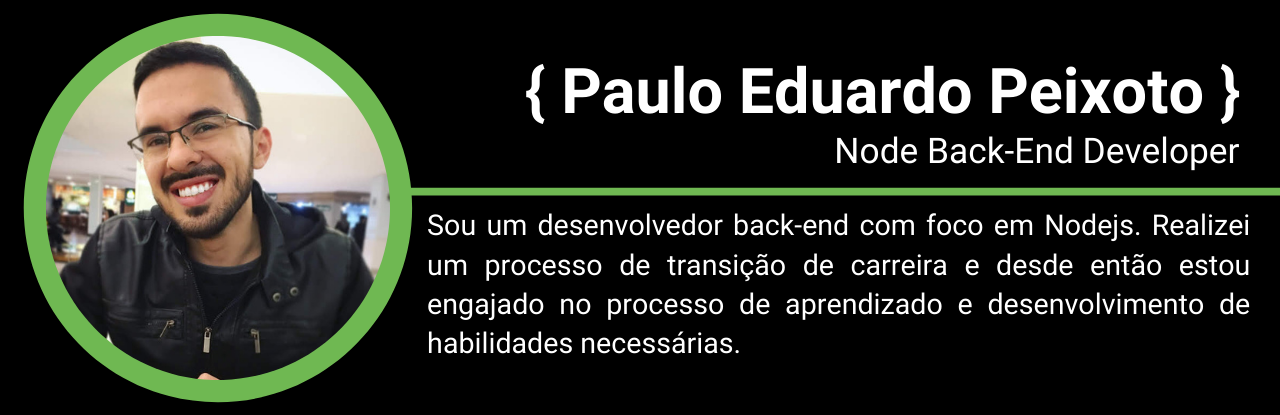 { Paulo Eduardo Peixoto }
Node Back-End Developer
Sou um desenvolvedor back-end com foco em Nodejs. Realizei
um processo de transição de carreira e desde então estou
engajado no processo de aprendizado e desenvolvimento de
habilidades necessárias.